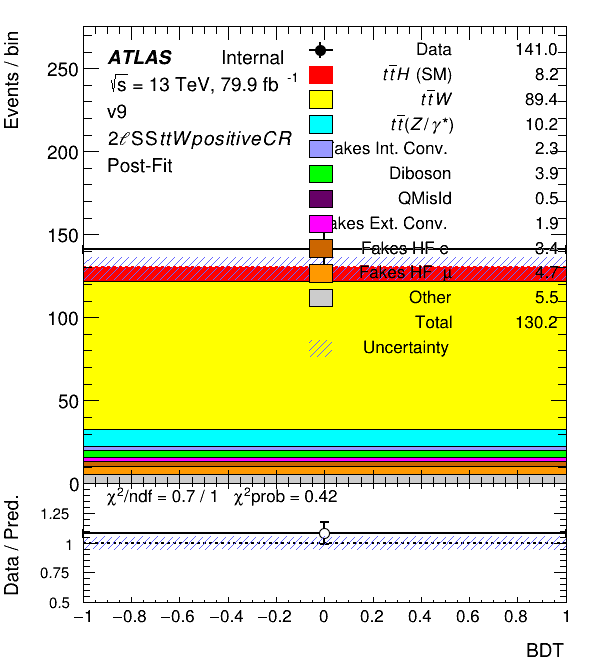 Events / bin
250
200
150
100
50
0
ATLAS Internal
√s = 13 TeV, 79.9 fb⁻¹
v9
2ℓSSttWpositiveCR
Post-Fit
Data 141.0
tt̄H (SM) 8.2
tt̄W 89.4
tt̄(Z/γ*) 10.2
akes Int. Conv. 2.3
Diboson 3.9
QMisId 0.5
akes Ext. Conv. 1.9
Fakes HF e 3.4
Fakes HF μ 4.7
Other 5.5
Total 130.2
Uncertainty
χ²/ndf = 0.7 / 1 χ²prob = 0.42
Data / Pred.
1.25
1
0.75
0.5
−1 −0.8 −0.6 −0.4 −0.2 0 0.2 0.4 0.6 0.8 1
BDT